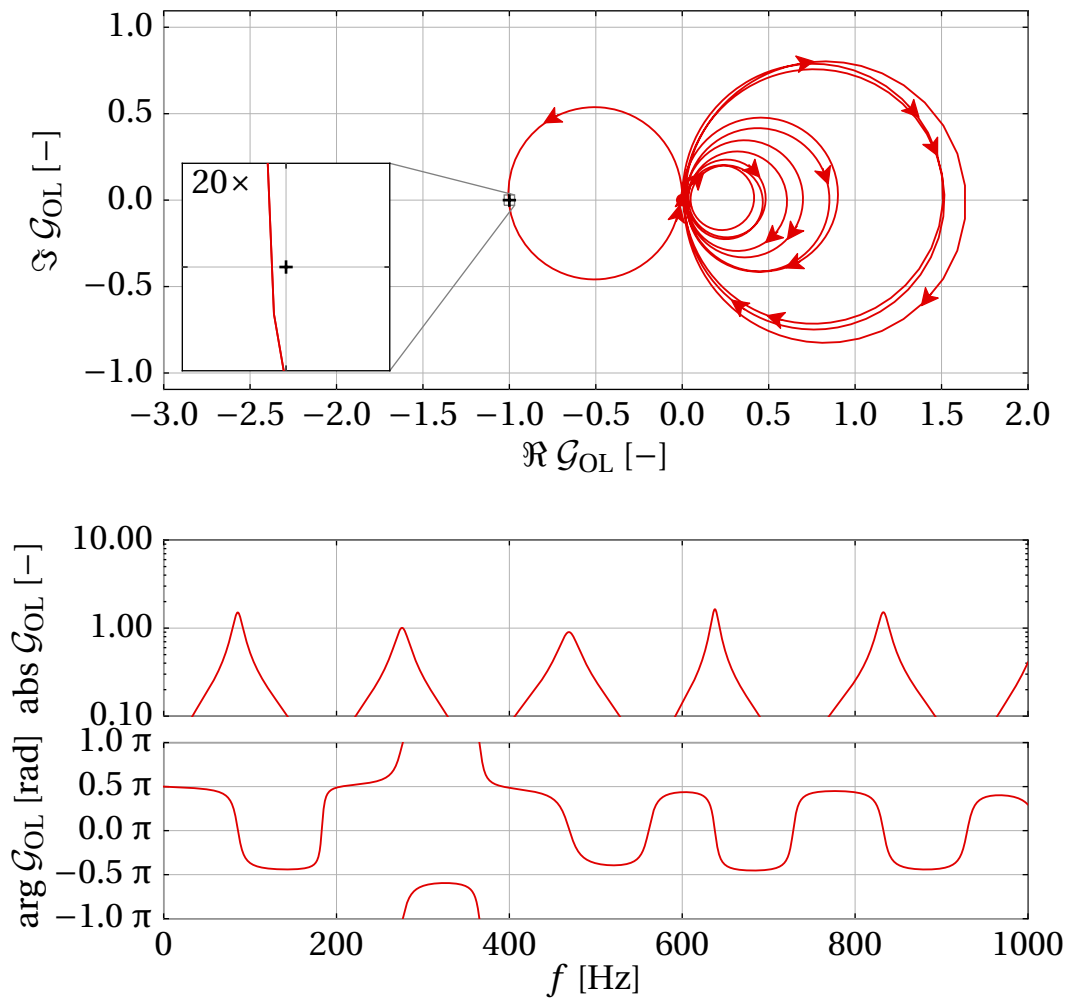 1.0
0.5
0.0
−0.5
−1.0
ℑ 𝒢OL [−]
20×
−3.0 −2.5 −2.0 −1.5 −1.0 −0.5 0.0 0.5 1.0 1.5 2.0
ℜ 𝒢OL [−]
10.00
1.00
0.10
abs 𝒢OL [−]
1.0 π
0.5 π
0.0 π
−0.5 π
−1.0 π
arg 𝒢OL [rad]
0 200 400 600 800 1000
f [Hz]